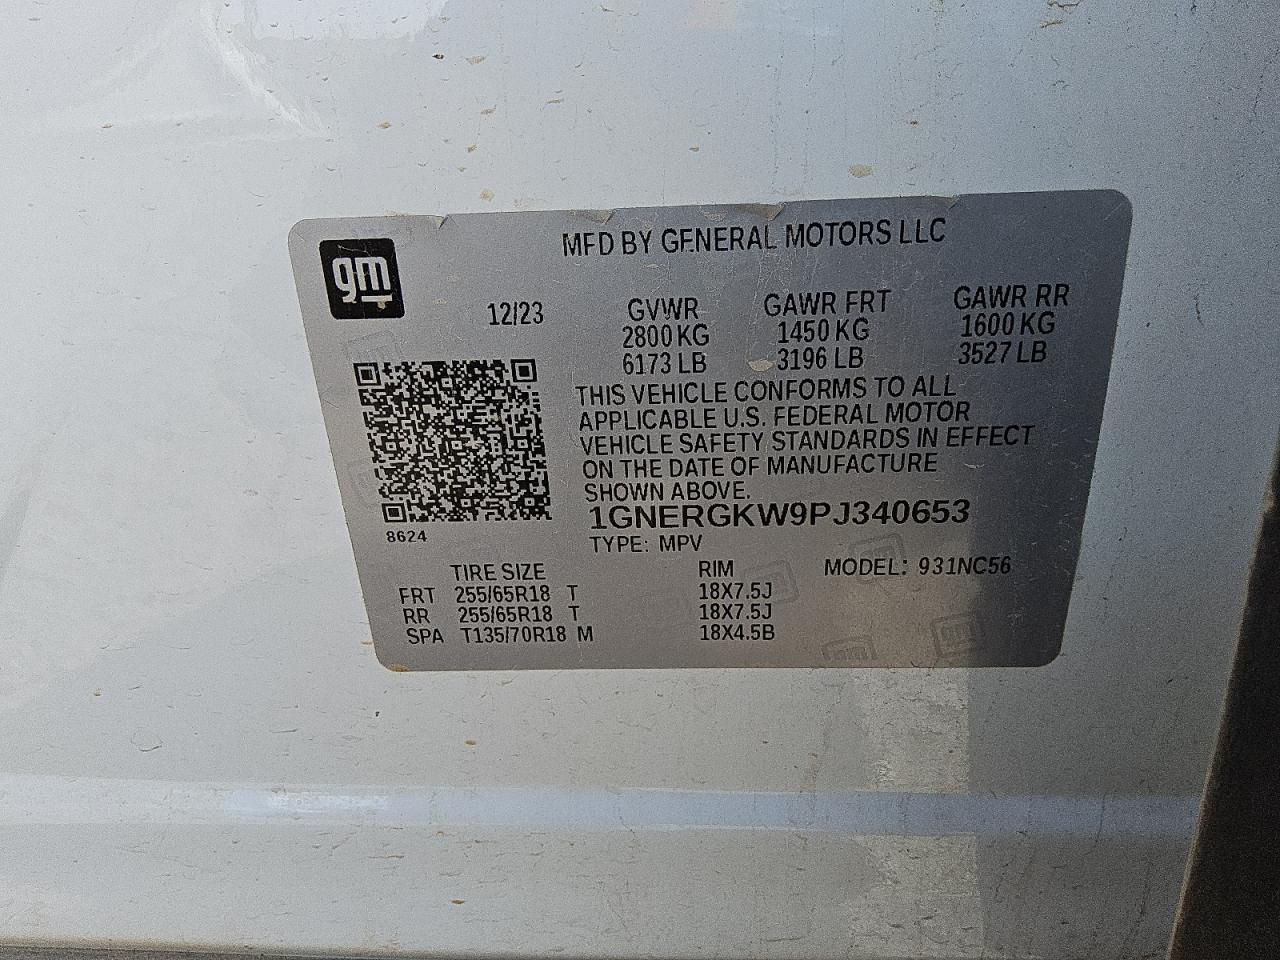 gm
MFD BY GENERAL MOTORS LLC
12/23 GVWR GAWR FRT GAWR RR
2800 KG 1450 KG 1600 KG
6173 LB 3196 LB 3527 LB
THIS VEHICLE CONFORMS TO ALL
APPLICABLE U.S. FEDERAL MOTOR
VEHICLE SAFETY STANDARDS IN EFFECT
ON THE DATE OF MANUFACTURE
SHOWN ABOVE.
1GNERGKW9PJ340653
8624
TYPE: MPV
TIRE SIZE RIM MODEL: 931NC56
FRT 255/65R18 T 18X7.5J
RR 255/65R18 T 18X7.5J
SPA T135/70R18 M 18X4.5B
gm
gm